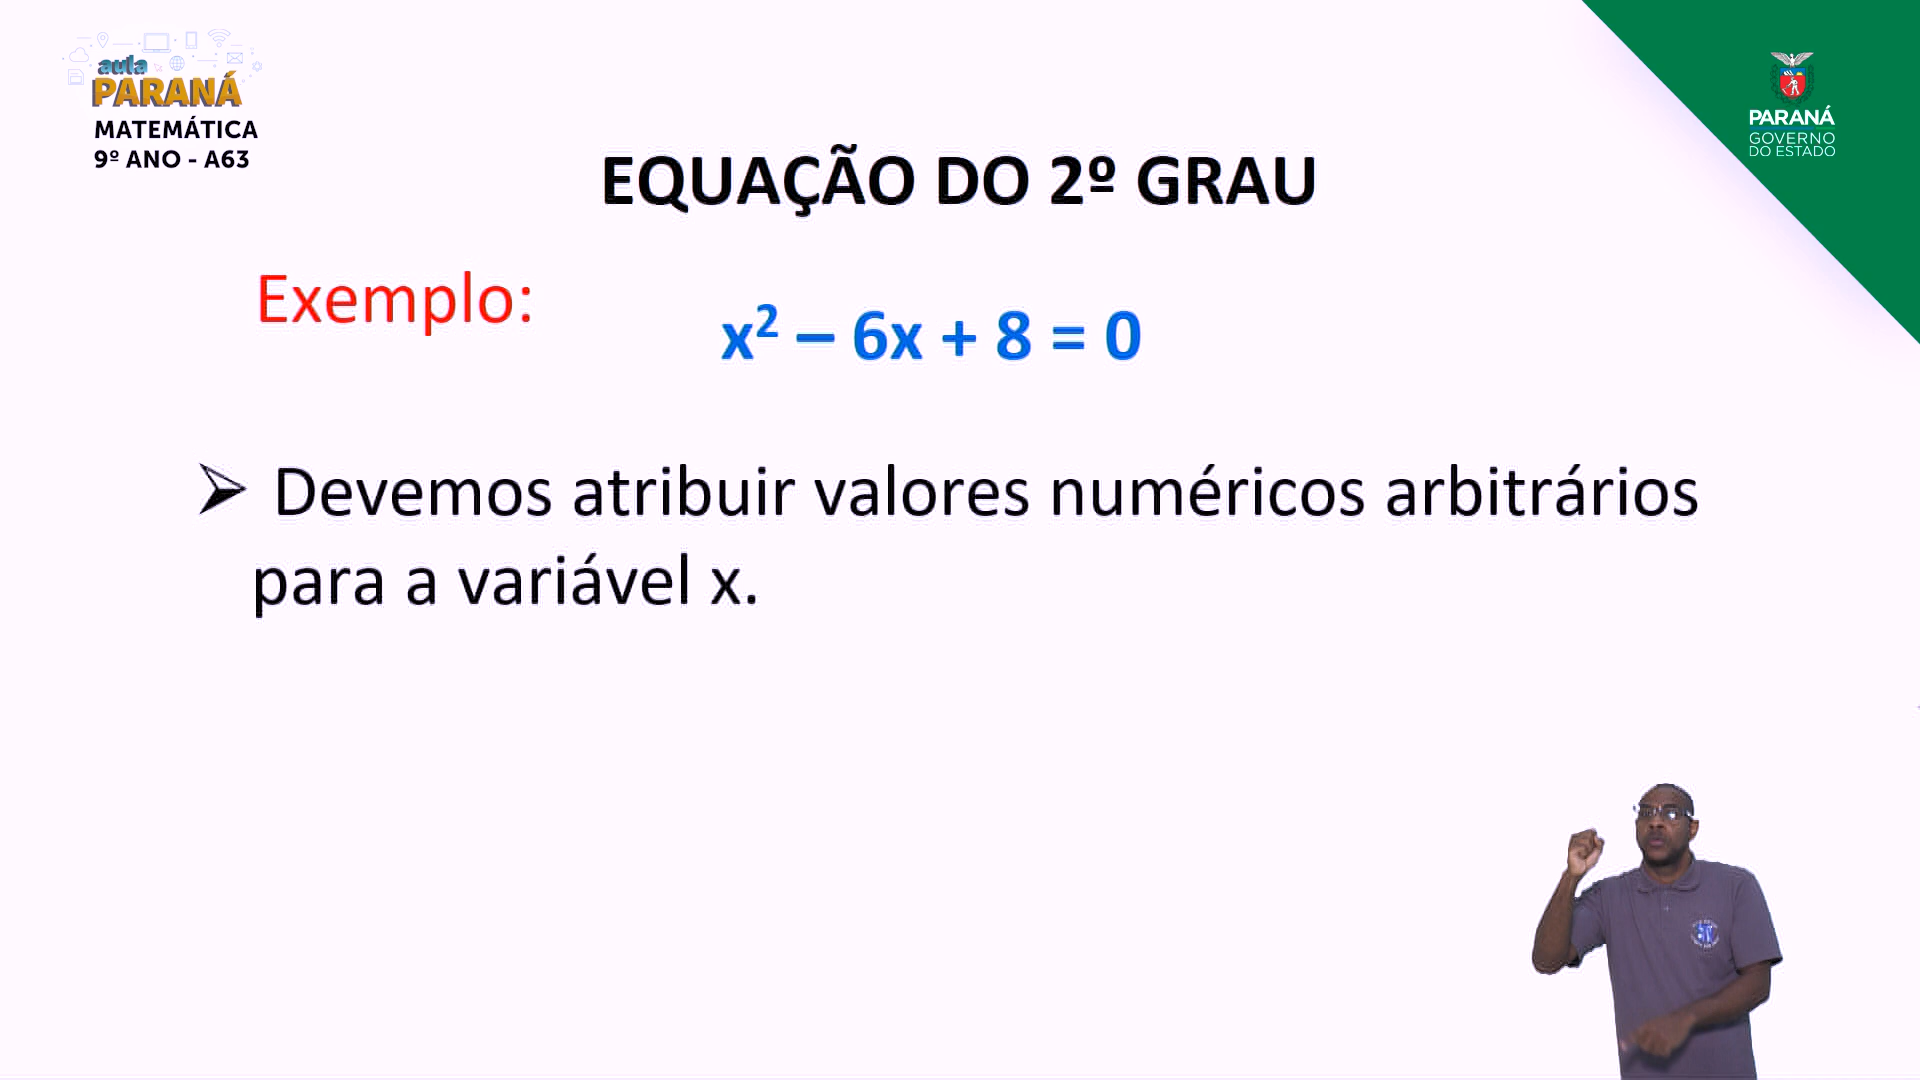 aula
PARANÁ
MATEMÁTICA
9º ANO - A63
PARANÁ
GOVERNO
DO ESTADO
EQUAÇÃO DO 2º GRAU
Exemplo:
x² – 6x + 8 = 0
➢ Devemos atribuir valores numéricos arbitrários
para a variável x.